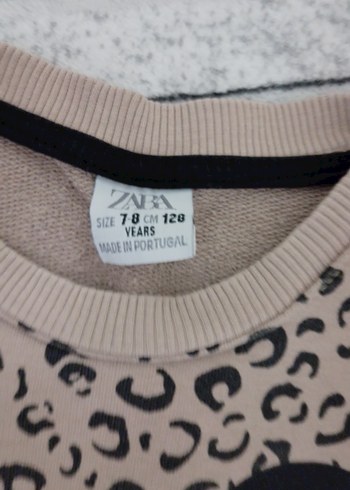 ZARA
SIZE 7-8 CM 128
YEARS
MADE IN PORTUGAL